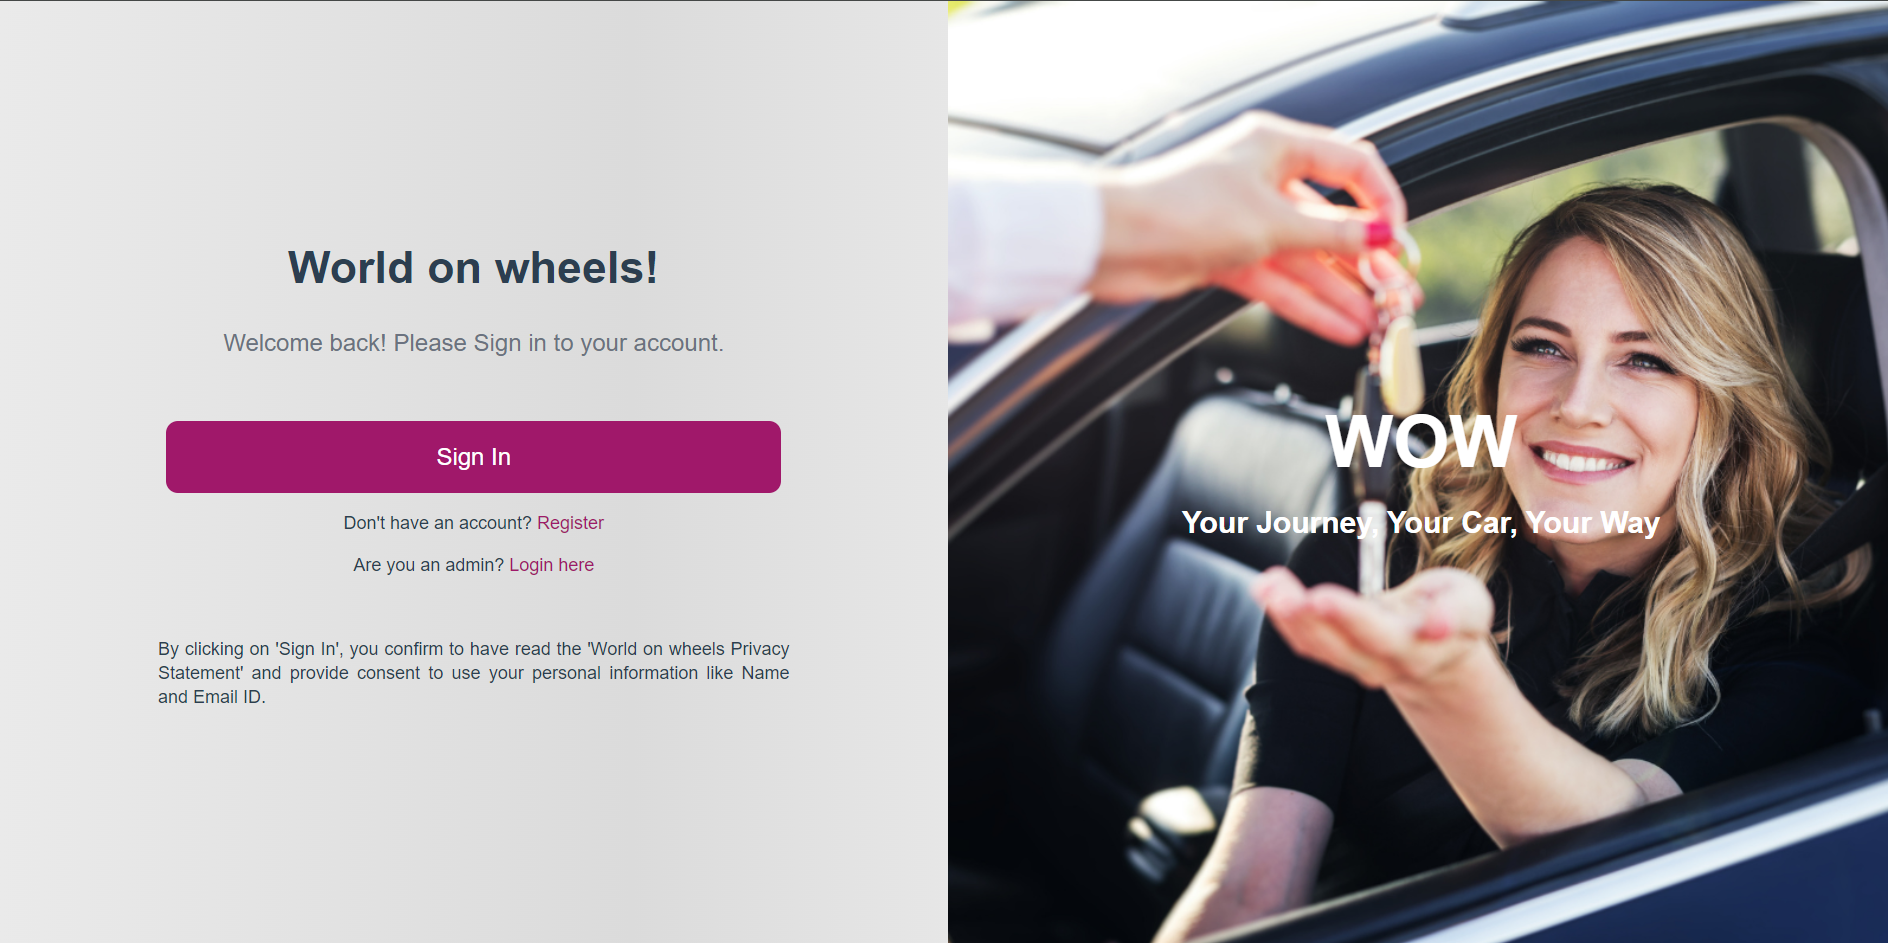 World on wheels!
Welcome back! Please Sign in to your account.
Sign In
Don't have an account? Register
Are you an admin? Login here
By clicking on 'Sign In', you confirm to have read the 'World on wheels Privacy
Statement' and provide consent to use your personal information like Name
and Email ID.
WOW
Your Journey, Your Car, Your Way